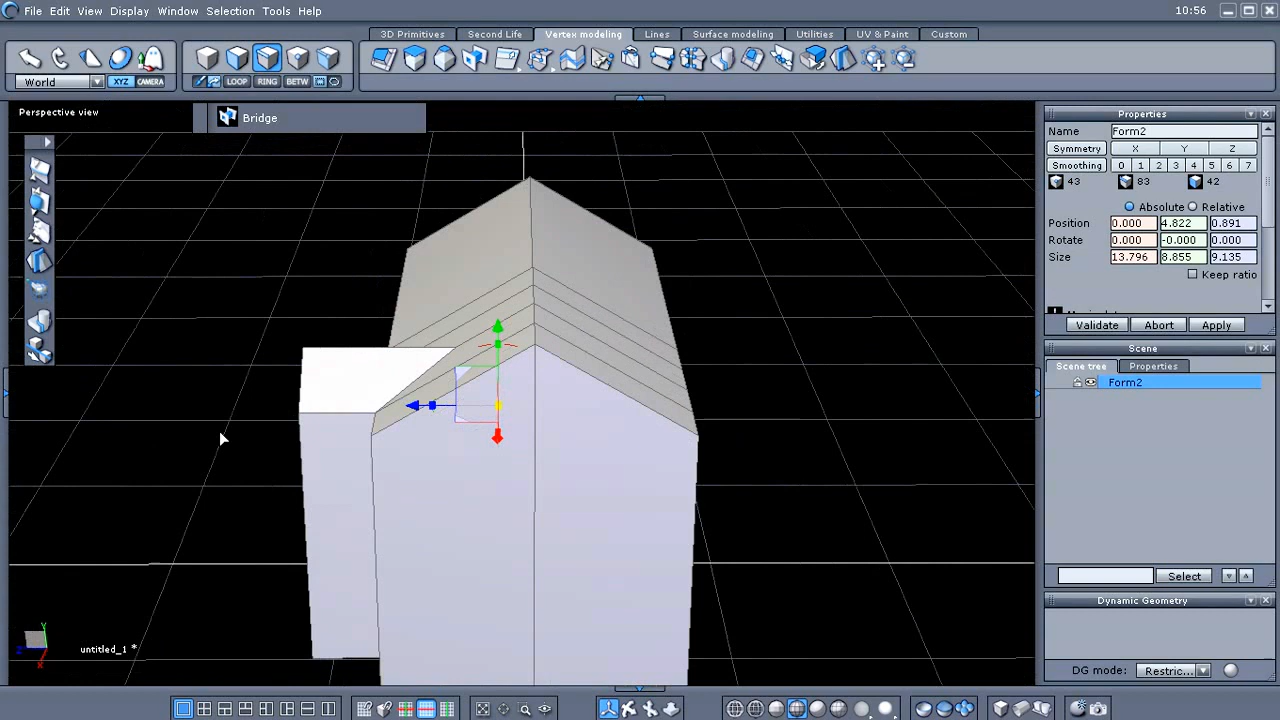 File Edit View Display Window Selection Tools Help
10:56
3D Primitives Second Life Vertex modeling Lines Surface modeling Utilities UV & Paint Custom
World
XYZ CAMERA
LOOP RING BETW
Perspective view
Bridge
Properties
Name Form2
Symmetry X Y Z
Smoothing 0 1 2 3 4 5 6 7
43 83 42
Absolute Relative
Position 0.000 4.822 0.891
Rotate 0.000 -0.000 0.000
Size 13.796 8.855 9.135
Keep ratio
Validate Abort Apply
Scene
Scene tree Properties
Form2
Select
Dynamic Geometry
DG mode: Restric...
Y
Z
X
untitled_1 *